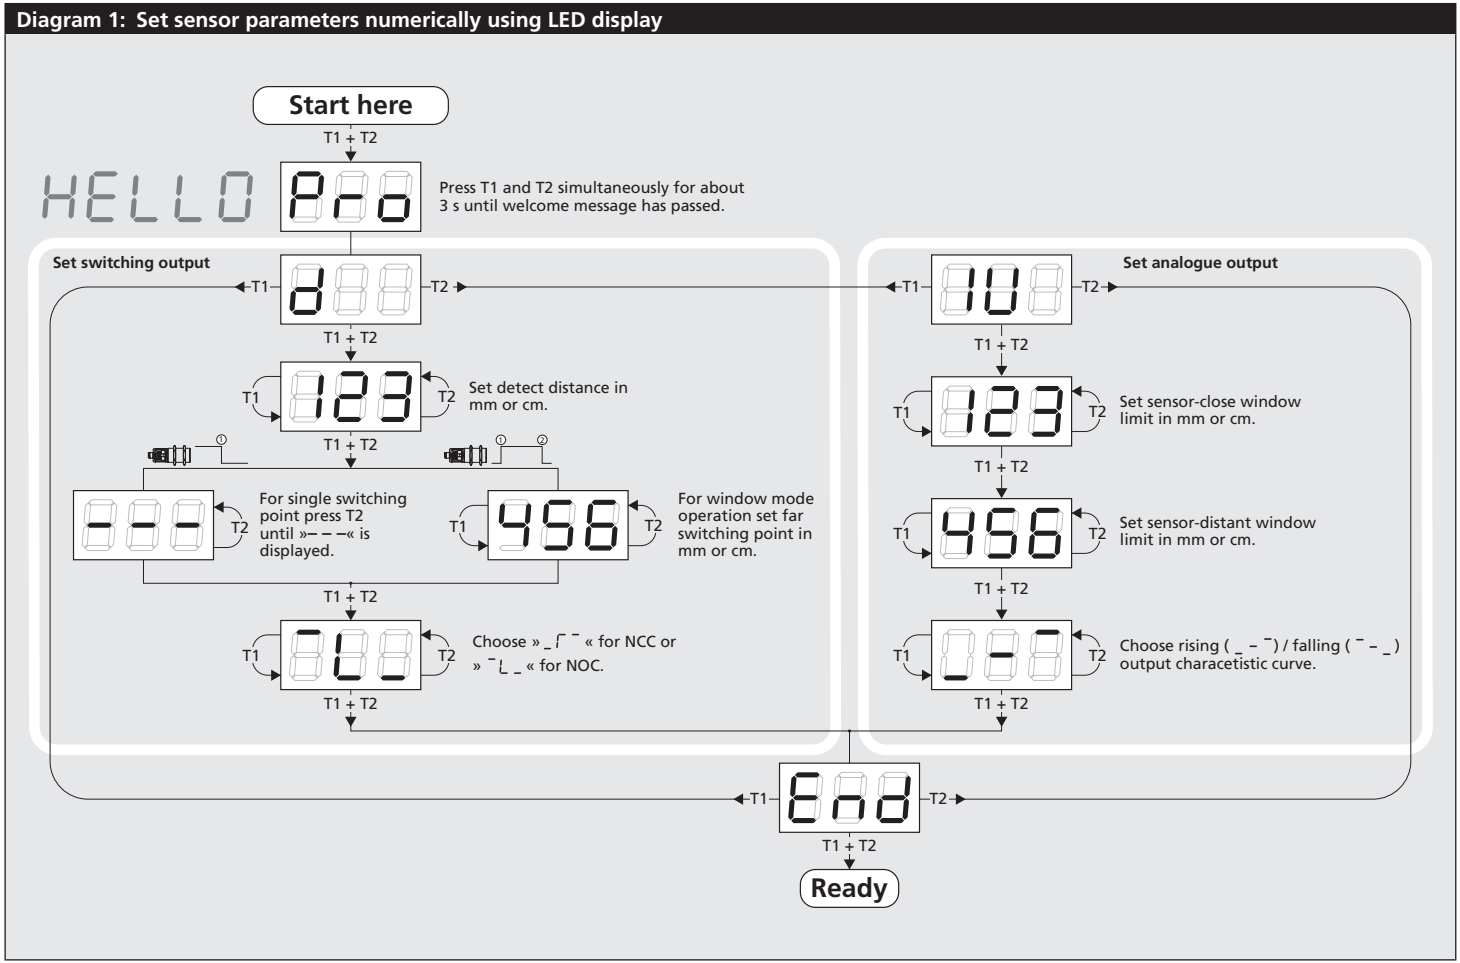 Diagram 1: Set sensor parameters numerically using LED display
Start here
T1 + T2
HELLO
Pro
Press T1 and T2 simultaneously for about
3 s until welcome message has passed.
Set switching output
T1
d
T2
T1 + T2
T1
123
T2
Set detect distance in
mm or cm.
T1 + T2
①
① ②
---
T2
For single switching
point press T2
until »– – –« is
displayed.
T1
456
T2
For window mode
operation set far
switching point in
mm or cm.
T1 + T2
T1
¯L_
T2
Choose » _ ┌ ¯ « for NCC or
» ¯ L _ « for NOC.
T1 + T2
Set analogue output
T1
IU
T2
T1 + T2
T1
123
T2
Set sensor-close window
limit in mm or cm.
T1 + T2
T1
456
T2
Set sensor-distant window
limit in mm or cm.
T1 + T2
T1
_-¯
T2
Choose rising ( _ – ¯ ) / falling ( ¯ – _ )
output characetistic curve.
T1 + T2
T1
End
T2
T1 + T2
Ready